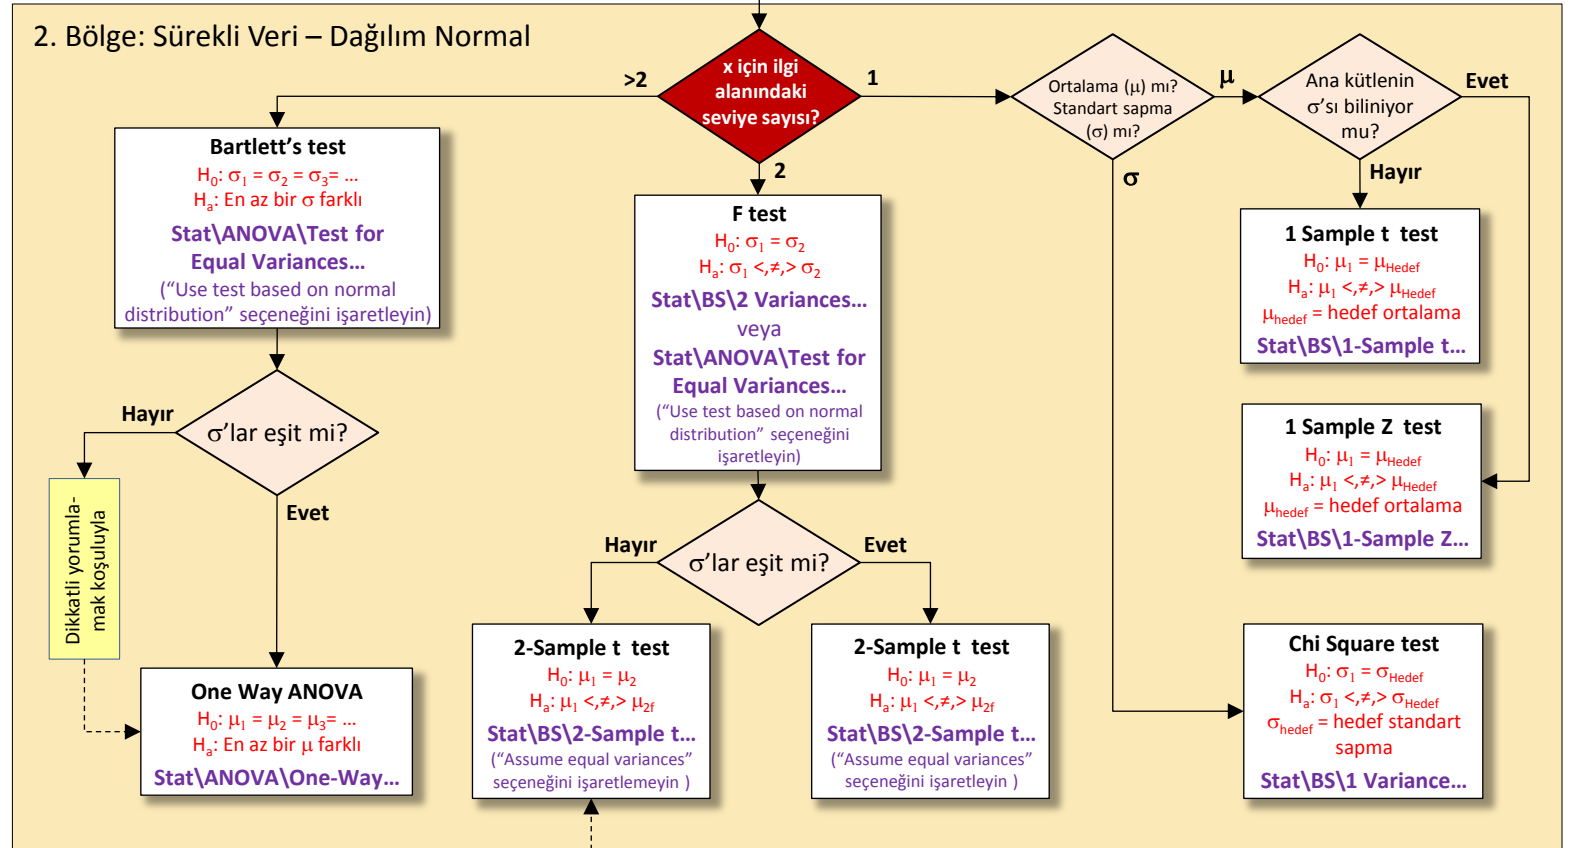 2. Bölge: Sürekli Veri – Dağılım Normal
x için ilgi
alanındaki
seviye sayısı?
>2
1
2
Ortalama (μ) mı?
Standart sapma
(σ) mı?
μ
σ
Ana kütlenin
σ’sı biliniyor
mu?
Evet
Hayır
Bartlett’s test
H0: σ1 = σ2 = σ3= ...
Ha: En az bir σ farklı
Stat\ANOVA\Test for
Equal Variances…
(“Use test based on normal
distribution” seçeneğini işaretleyin)
F test
H0: σ1 = σ2
Ha: σ1 <,≠,> σ2
Stat\BS\2 Variances…
veya
Stat\ANOVA\Test for
Equal Variances…
(“Use test based on normal
distribution” seçeneğini
işaretleyin)
1 Sample t test
H0: μ1 = μHedef
Ha: μ1 <,≠,> μHedef
μhedef = hedef ortalama
Stat\BS\1-Sample t…
1 Sample Z test
H0: μ1 = μHedef
Ha: μ1 <,≠,> μHedef
μhedef = hedef ortalama
Stat\BS\1-Sample Z…
Hayır
σ’lar eşit mi?
Evet
Dikkatli yorumla-
mak koşuluyla
Hayır
σ’lar eşit mi?
Evet
One Way ANOVA
H0: μ1 = μ2 = μ3= ...
Ha: En az bir μ farklı
Stat\ANOVA\One-Way…
2-Sample t test
H0: μ1 = μ2
Ha: μ1 <,≠,> μ2f
Stat\BS\2-Sample t…
(“Assume equal variances”
seçeneğini işaretlemeyin )
2-Sample t test
H0: μ1 = μ2
Ha: μ1 <,≠,> μ2f
Stat\BS\2-Sample t…
(“Assume equal variances”
seçeneğini işaretleyin )
Chi Square test
H0: σ1 = σHedef
Ha: σ1 <,≠,> σHedef
σhedef = hedef standart
sapma
Stat\BS\1 Variance…